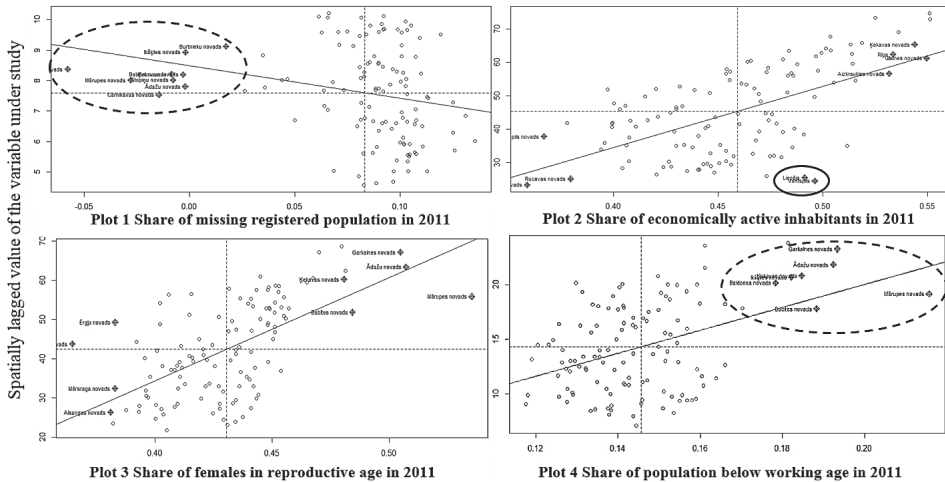 Spatially lagged value of the variable under study
10
9
8
7
6
5
Burtnieku novads
Ikšķiles novads
vads
Mārupes novads
Ādažu novads
Carnikavas novads
-0.05
0.00
0.05
0.10
Plot 1 Share of missing registered population in 2011
70
60
50
40
30
20
Ķekavas novads
Rīga
Aizkraukles novads
pils novads
Rucavas novads
vads
Liepāja
Ventspils
0.40
0.45
0.50
0.55
Plot 2 Share of economically active inhabitants in 2011
70
60
50
40
30
20
Garkalnes novads
Ādažu novads
Ķekavas novads
Mārupes novads
Babītes novads
Ērgļu novads
vads
Mērsraga novads
Alsungas novads
0.40
0.45
0.50
Plot 3 Share of females in reproductive age in 2011
20
15
10
Garkalnes novads
Ādažu novads
Baldones novads
Mārupes novads
Babītes novads
0.12
0.14
0.16
0.18
0.20
Plot 4 Share of population below working age in 2011